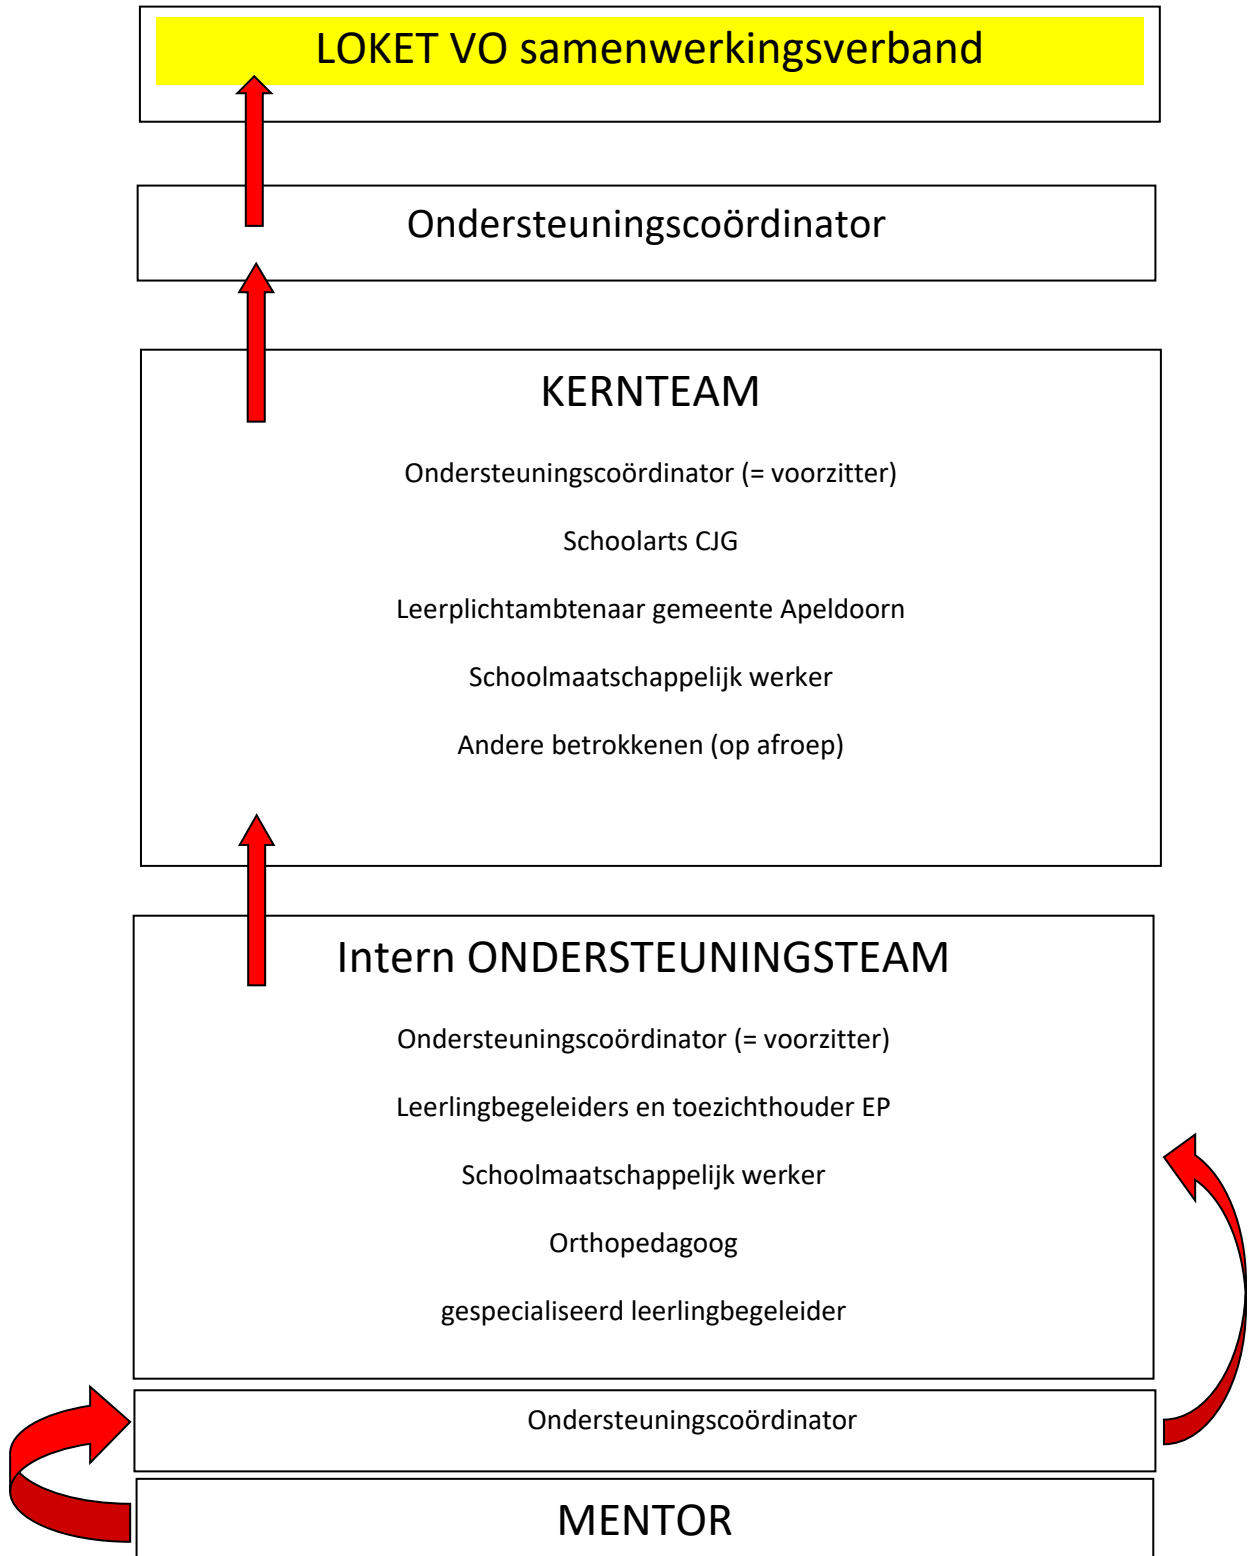 LOKET VO samenwerkingsverband
Ondersteuningscoördinator
KERNTEAM
Ondersteuningscoördinator (= voorzitter)
Schoolarts CJG
Leerplichtambtenaar gemeente Apeldoorn
Schoolmaatschappelijk werker
Andere betrokkenen (op afroep)
Intern ONDERSTEUNINGSTEAM
Ondersteuningscoördinator (= voorzitter)
Leerlingbegeleiders en toezichthouder EP
Schoolmaatschappelijk werker
Orthopedagoog
gespecialiseerd leerlingbegeleider
Ondersteuningscoördinator
MENTOR